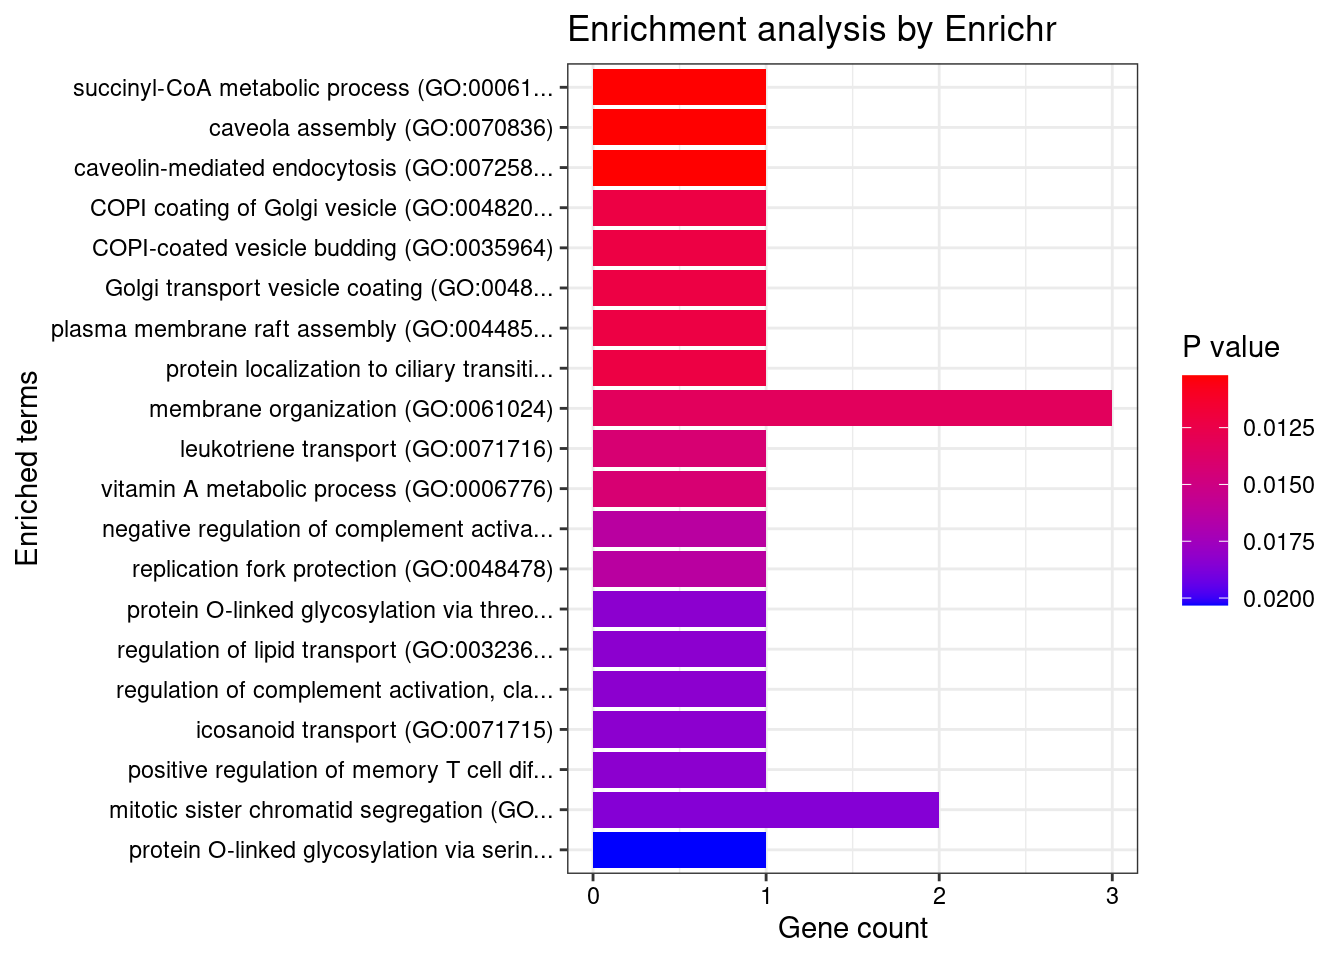 Enrichment analysis by Enrichr
Enriched terms
succinyl-CoA metabolic process (GO:00061...
caveola assembly (GO:0070836)
caveolin-mediated endocytosis (GO:007258...
COPI coating of Golgi vesicle (GO:004820...
COPI-coated vesicle budding (GO:0035964)
Golgi transport vesicle coating (GO:0048...
plasma membrane raft assembly (GO:004485...
protein localization to ciliary transiti...
membrane organization (GO:0061024)
leukotriene transport (GO:0071716)
vitamin A metabolic process (GO:0006776)
negative regulation of complement activa...
replication fork protection (GO:0048478)
protein O-linked glycosylation via threo...
regulation of lipid transport (GO:003236...
regulation of complement activation, cla...
icosanoid transport (GO:0071715)
positive regulation of memory T cell dif...
mitotic sister chromatid segregation (GO...
protein O-linked glycosylation via serin...
0 1 2 3
Gene count
P value
0.0125
0.0150
0.0175
0.0200